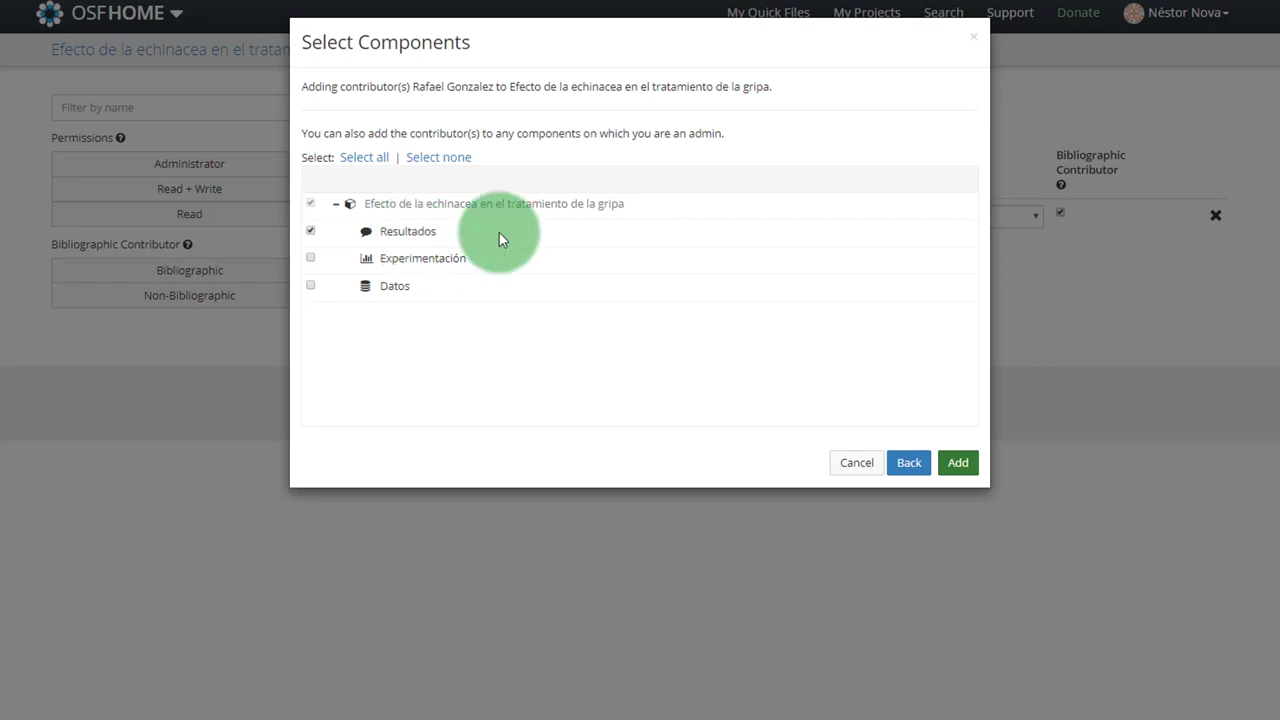 OSFHOME
My Quick Files
My Projects
Search
Support
Donate
Néstor Nova
Efecto de la echinacea en el tratan
Filter by name
Permissions
Administrator
Read + Write
Read
Bibliographic Contributor
Bibliographic
Non-Bibliographic
Select Components
×
Adding contributor(s) Rafael Gonzalez to Efecto de la echinacea en el tratamiento de la gripa.
You can also add the contributor(s) to any components on which you are an admin.
Select: Select all | Select none
Efecto de la echinacea en el tratamiento de la gripa
Resultados
Experimentación
Datos
Cancel
Back
Add
Bibliographic
Contributor